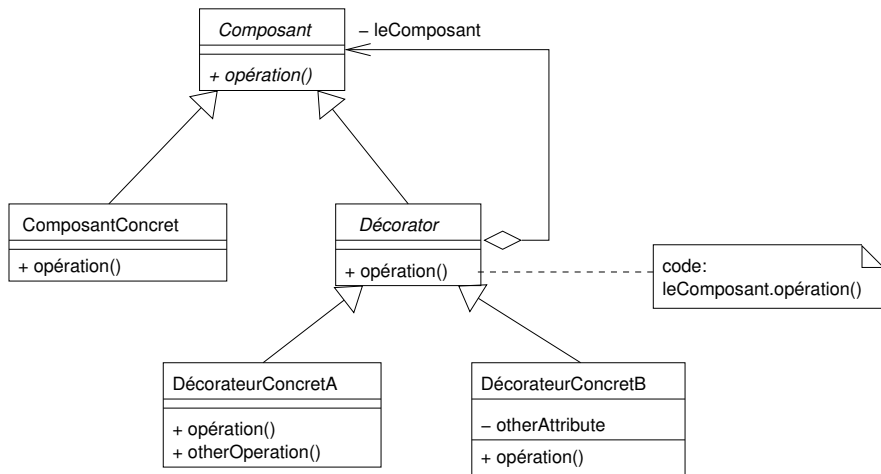 Composant
− leComposant
+ opération()
ComposantConcret
+ opération()
Décorator
+ opération()
code:
leComposant.opération()
DécorateurConcretA
+ opération()
+ otherOperation()
DécorateurConcretB
− otherAttribute
+ opération()